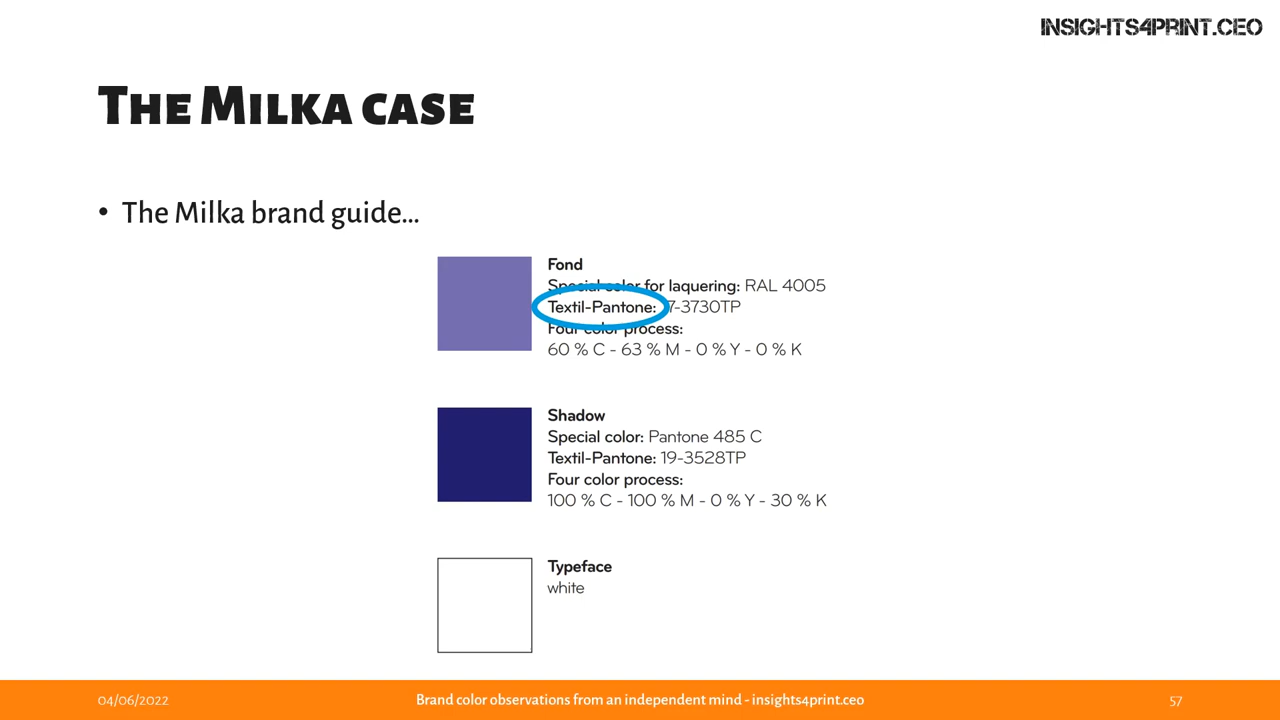 INSIGHTS4PRINT.CEO
The Milka case
• The Milka brand guide...
Fond
Special color for laquering: RAL 4005
Textil-Pantone: 7-3730TP
Four color process:
60 % C - 63 % M - 0 % Y - 0 % K
Shadow
Special color: Pantone 485 C
Textil-Pantone: 19-3528TP
Four color process:
100 % C - 100 % M - 0 % Y - 30 % K
Typeface
white
04/06/2022
Brand color observations from an independent mind - insights4print.ceo
57